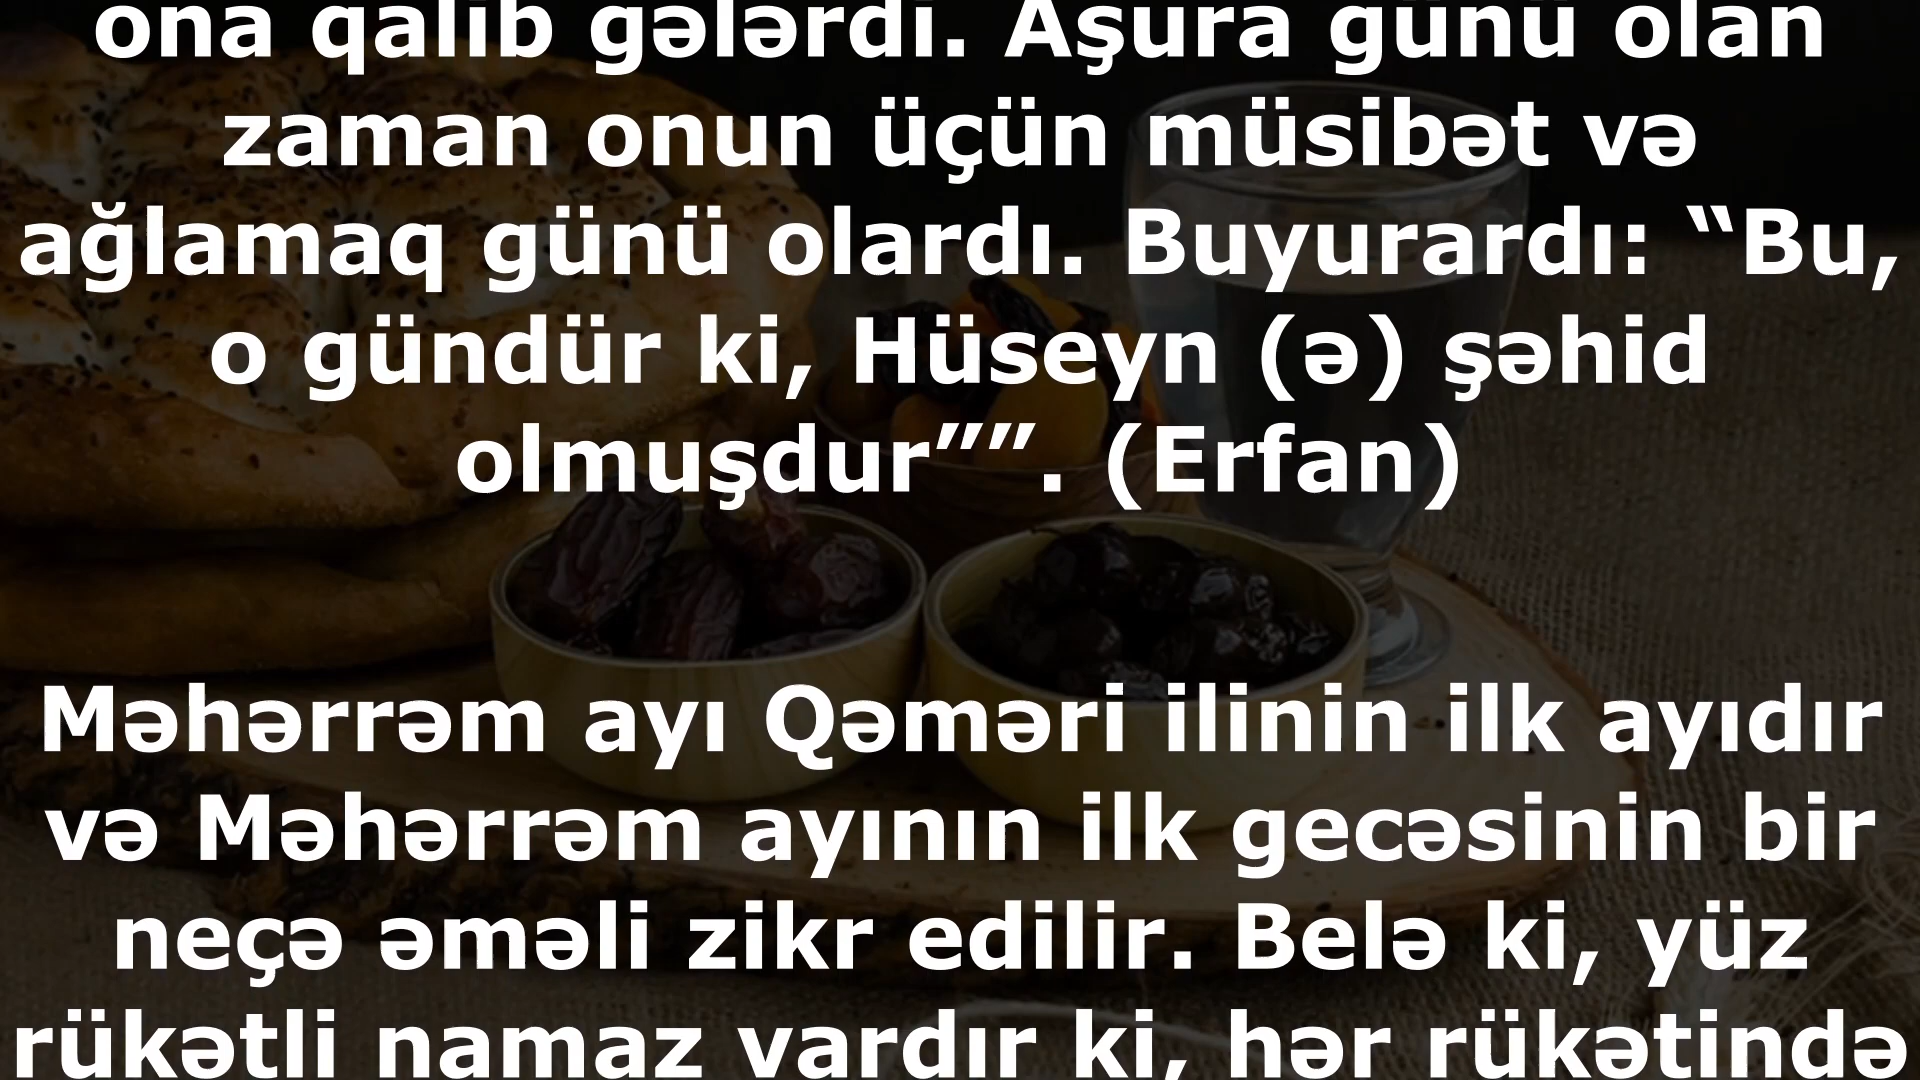 ona qalib gələrdi. Aşura günü olan
zaman onun üçün müsibət və
ağlamaq günü olardı. Buyurardı: “Bu,
o gündür ki, Hüseyn (ə) şəhid
olmuşdur””. (Erfan)
Məhərrəm ayı Qəməri ilinin ilk ayıdır
və Məhərrəm ayının ilk gecəsinin bir
neçə əməli zikr edilir. Belə ki, yüz
rükətli namaz vardır ki, hər rükətində